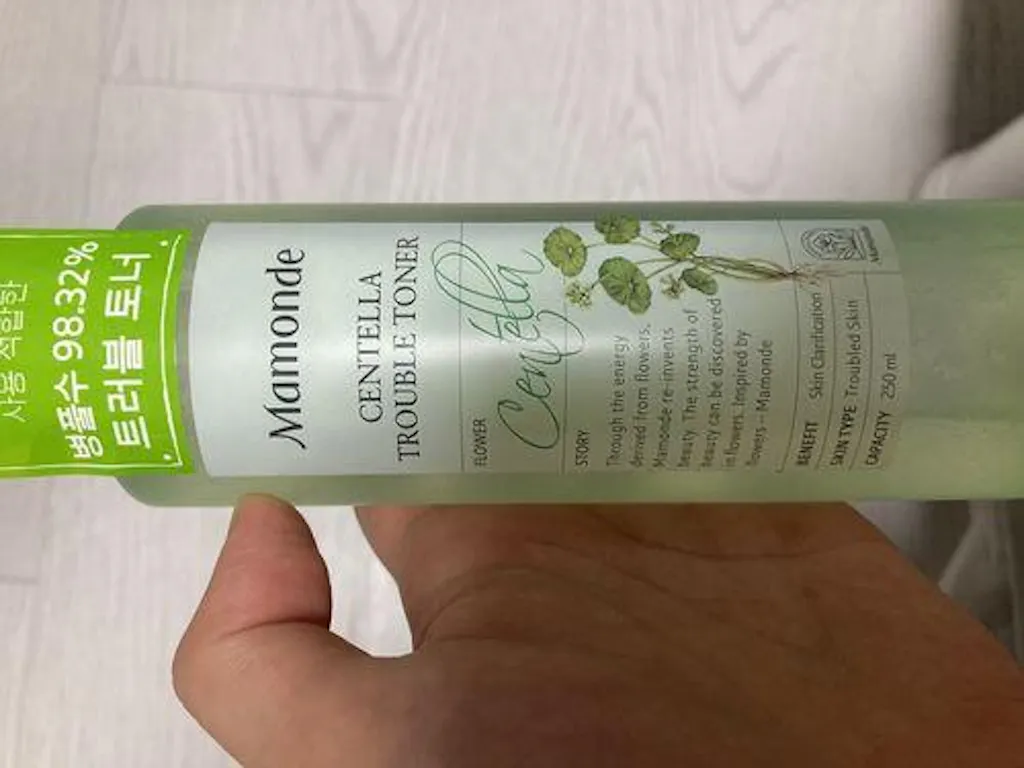 사용 적합한
병풀수 98.32%
트러블 토너
Mamonde
CENTELLA
TROUBLE TONER
FLOWER
Centella
STORY
Though the energy
derived from flowers,
Mamonde re-invents
beauty. The strength of
beauty can be discovered
in flowers. Inspired by
flowers - Mamonde
BENEFIT Skin Clarification
SKIN TYPE Troubled Skin
CAPACITY 250 ml
Mamonde